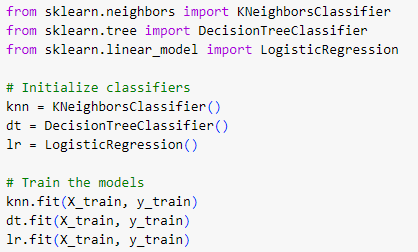 from sklearn.neighbors import KNeighborsClassifier
from sklearn.tree import DecisionTreeClassifier
from sklearn.linear_model import LogisticRegression
# Initialize classifiers
knn = KNeighborsClassifier()
dt = DecisionTreeClassifier()
lr = LogisticRegression()
# Train the models
knn.fit(X_train, y_train)
dt.fit(X_train, y_train)
lr.fit(X_train, y_train)